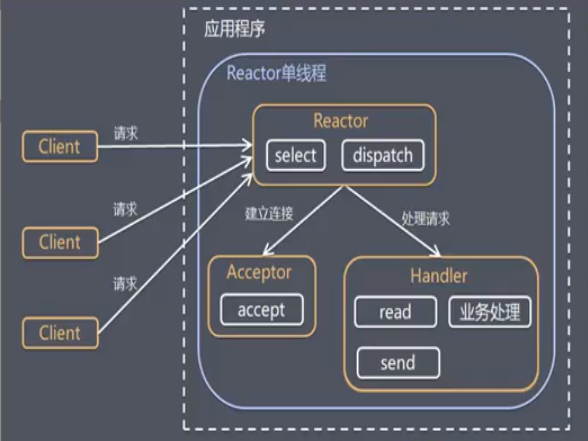 应用程序
Reactor单线程
Reactor
select
dispatch
Client
请求
Client
请求
Client
请求
建立连接
处理请求
Acceptor
accept
Handler
read
业务处理
send